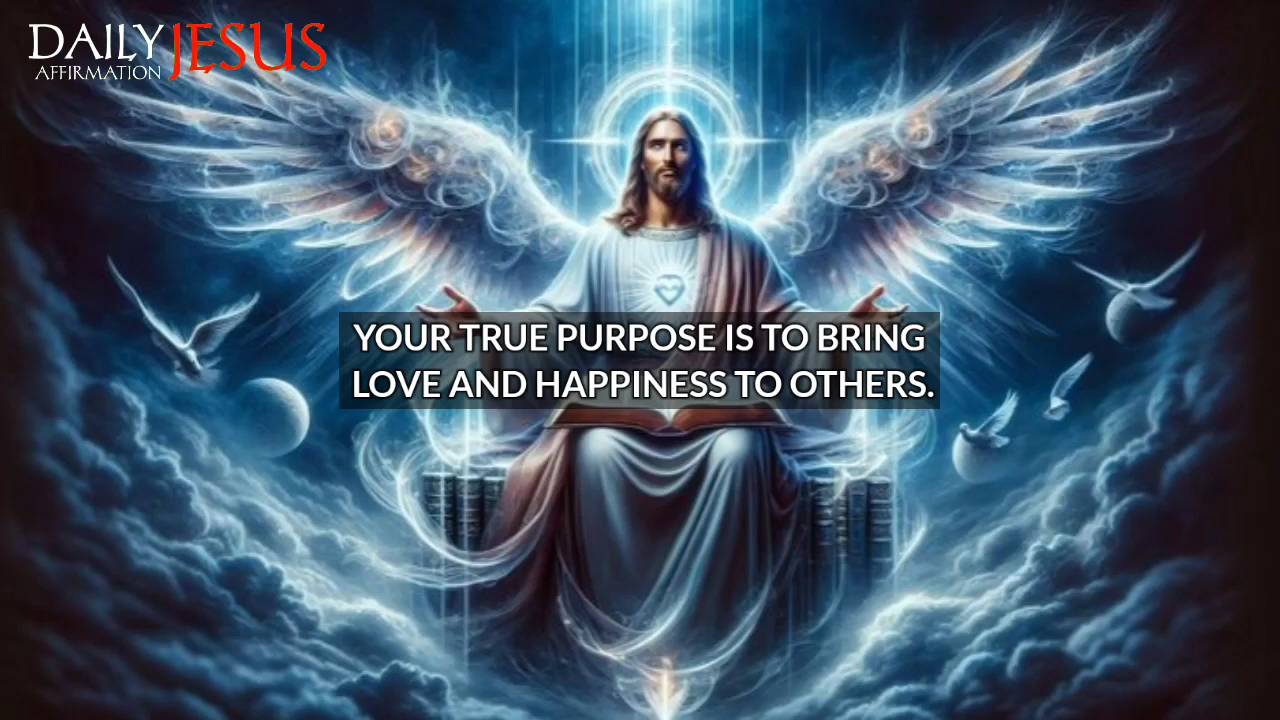 DAILY JESUS
AFFIRMATION
YOUR TRUE PURPOSE IS TO BRING
LOVE AND HAPPINESS TO OTHERS.